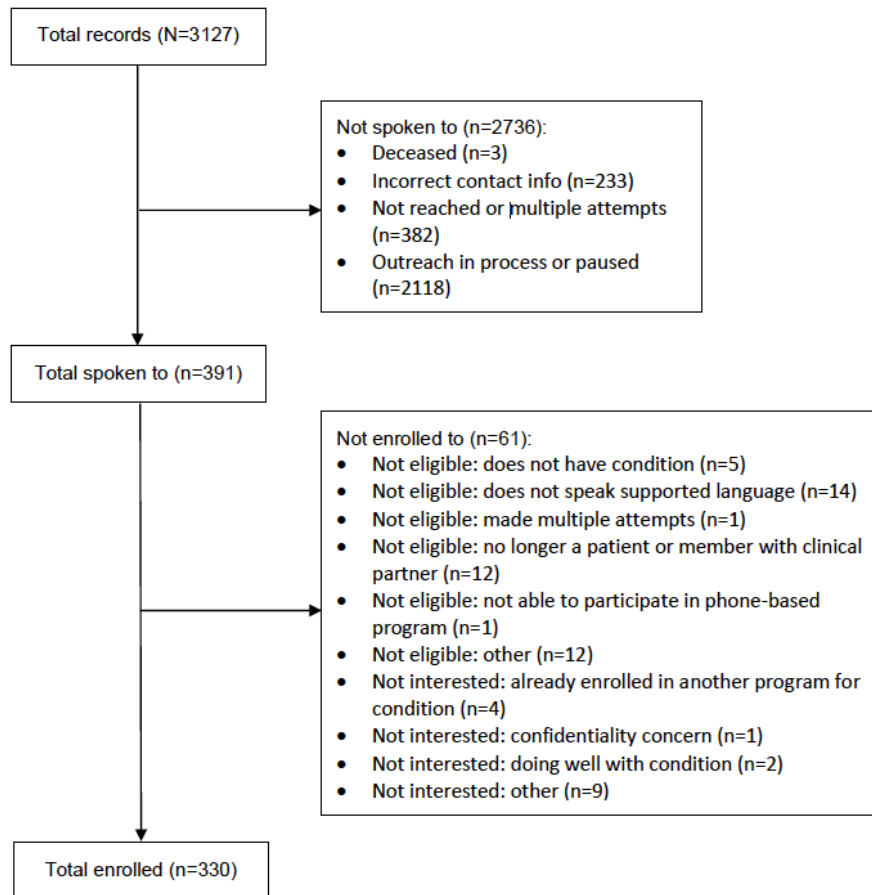 Total records (N=3127)
Not spoken to (n=2736):
• Deceased (n=3)
• Incorrect contact info (n=233)
• Not reached or multiple attempts
(n=382)
• Outreach in process or paused
(n=2118)
Total spoken to (n=391)
Not enrolled to (n=61):
• Not eligible: does not have condition (n=5)
• Not eligible: does not speak supported language (n=14)
• Not eligible: made multiple attempts (n=1)
• Not eligible: no longer a patient or member with clinical
partner (n=12)
• Not eligible: not able to participate in phone-based
program (n=1)
• Not eligible: other (n=12)
• Not interested: already enrolled in another program for
condition (n=4)
• Not interested: confidentiality concern (n=1)
• Not interested: doing well with condition (n=2)
• Not interested: other (n=9)
Total enrolled (n=330)